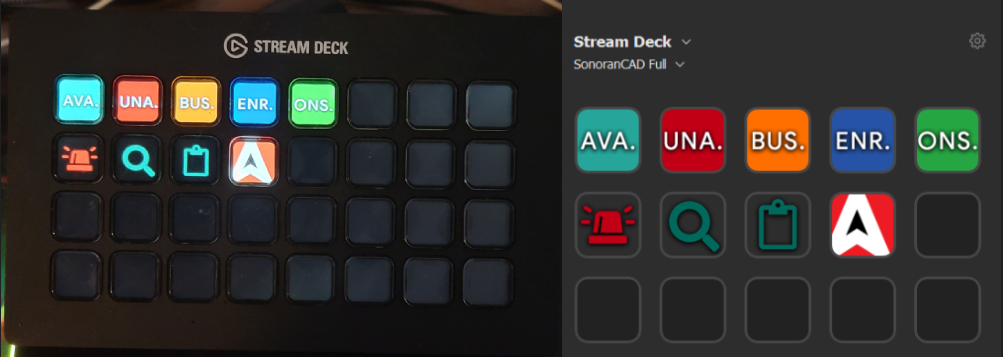 STREAM DECK
AVA. UNA. BUS. ENR. ONS.
Stream Deck
SonoranCAD Full
AVA. UNA. BUS. ENR. ONS.